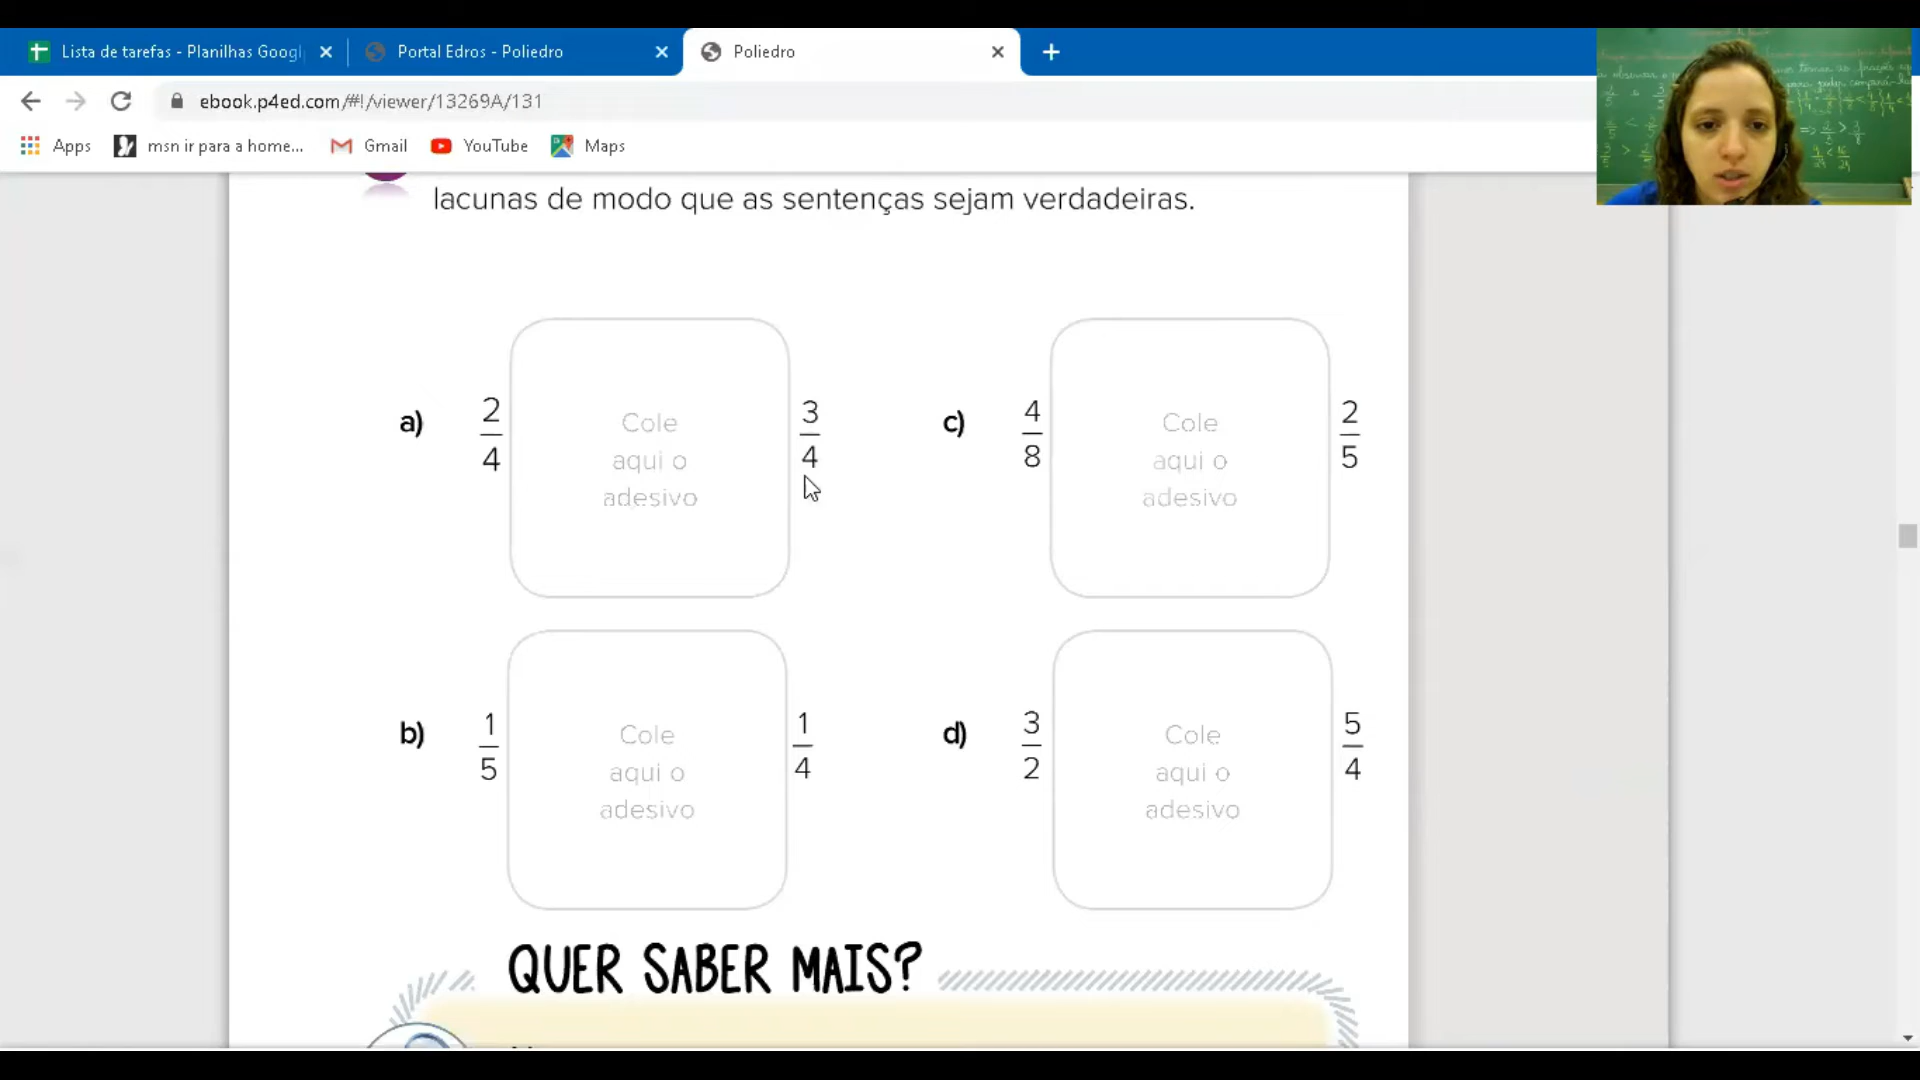 Lista de tarefas - Planilhas Googl
Portal Edros - Poliedro
Poliedro
ebook.p4ed.com/#!/viewer/13269A/131
Apps
msn ir para a home...
Gmail
YouTube
Maps
lacunas de modo que as sentenças sejam verdadeiras.
a) 2/4
Cole
aqui o
adesivo
3/4
c) 4/8
Cole
aqui o
adesivo
2/5
b) 1/5
Cole
aqui o
adesivo
1/4
d) 3/2
Cole
aqui o
adesivo
5/4
QUER SABER MAIS?